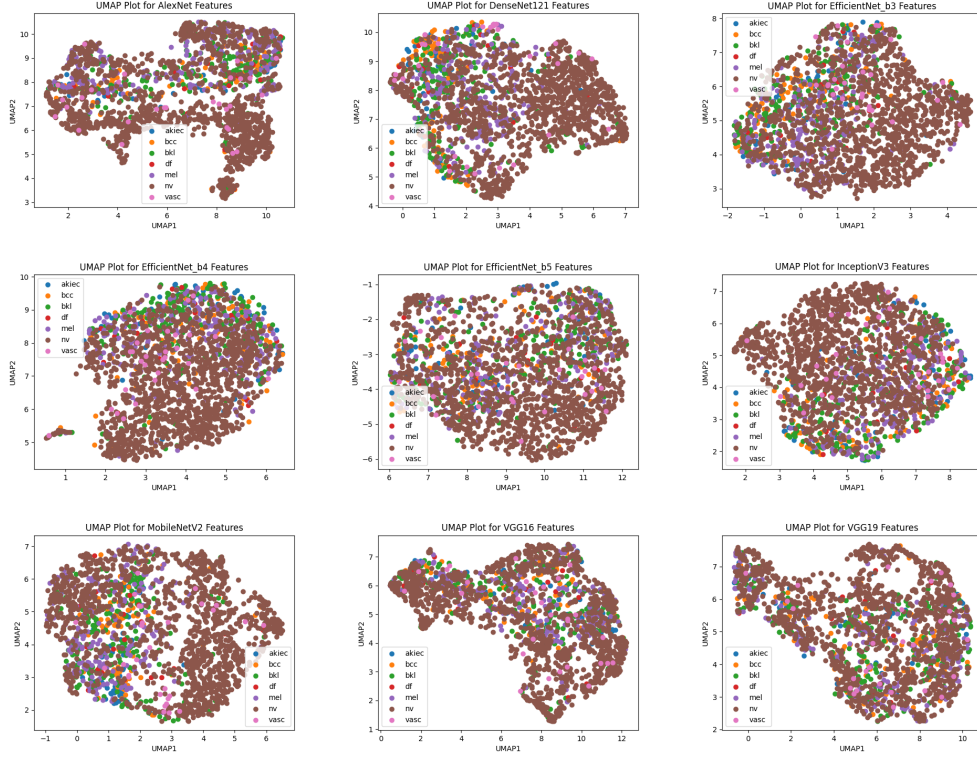 UMAP Plot for AlexNet Features
10
9
8
7
6
5
4
3
UMAP2
2
4
6
8
10
UMAP1
akiec
bcc
bkl
df
mel
nv
vasc
UMAP Plot for DenseNet121 Features
10
9
8
7
6
5
4
UMAP2
0
1
2
3
4
5
6
7
UMAP1
akiec
bcc
bkl
df
mel
nv
vasc
UMAP Plot for EfficientNet_b3 Features
8
7
6
5
4
3
UMAP2
−2
−1
0
1
2
3
4
UMAP1
akiec
bcc
bkl
df
mel
nv
vasc
UMAP Plot for EfficientNet_b4 Features
10
9
8
7
6
5
UMAP2
1
2
3
4
5
6
UMAP1
akiec
bcc
bkl
df
mel
nv
vasc
UMAP Plot for EfficientNet_b5 Features
−1
−2
−3
−4
−5
−6
UMAP2
6
7
8
9
10
11
12
UMAP1
akiec
bcc
bkl
df
mel
nv
vasc
UMAP Plot for InceptionV3 Features
7
6
5
4
3
2
UMAP2
2
3
4
5
6
7
8
UMAP1
akiec
bcc
bkl
df
mel
nv
vasc
UMAP Plot for MobileNetV2 Features
7
6
5
4
3
2
UMAP2
−1
0
1
2
3
4
5
6
UMAP1
akiec
bcc
bkl
df
mel
nv
vasc
UMAP Plot for VGG16 Features
7
6
5
4
3
2
1
UMAP2
0
2
4
6
8
10
12
UMAP1
akiec
bcc
bkl
df
mel
nv
vasc
UMAP Plot for VGG19 Features
7
6
5
4
3
2
UMAP2
0
2
4
6
8
10
UMAP1
akiec
bcc
bkl
df
mel
nv
vasc